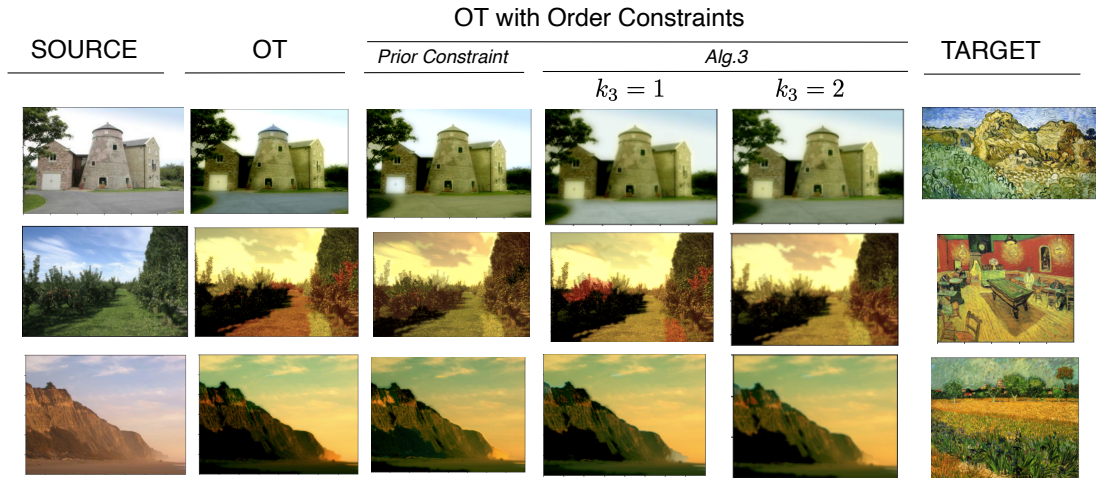 OT with Order Constraints
SOURCE OT Prior Constraint Alg.3 TARGET
k₃ = 1 k₃ = 2